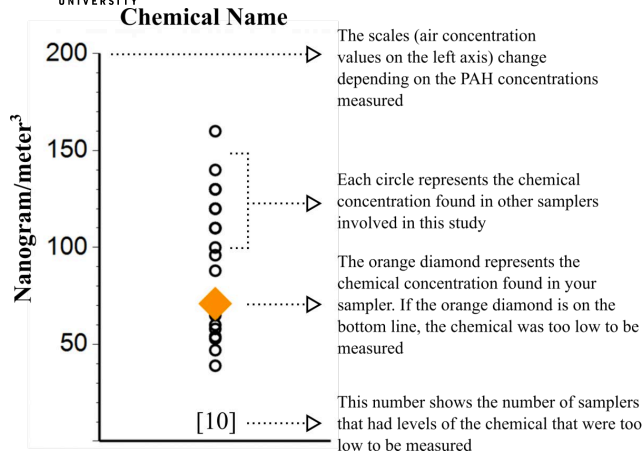 UNIVERSITY
Chemical Name
Nanogram/meter³
200
150
100
50
[10]
The scales (air concentration
values on the left axis) change
depending on the PAH concentrations
measured
Each circle represents the chemical
concentration found in other samplers
involved in this study
The orange diamond represents the
chemical concentration found in your
sampler. If the orange diamond is on the
bottom line, the chemical was too low to be
measured
This number shows the number of samplers
that had levels of the chemical that were too
low to be measured